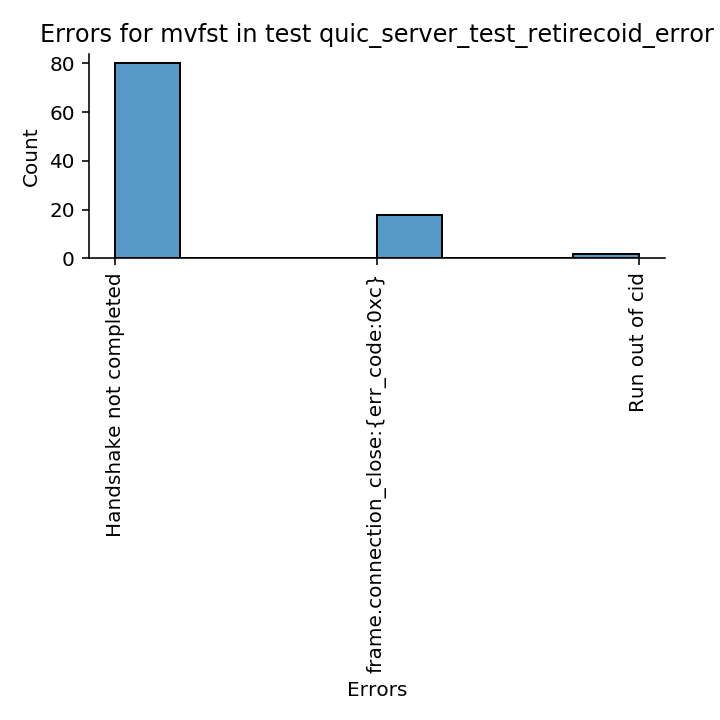 Errors for mvfst in test quic_server_test_retirecoid_error
80
60
40
20
0
Count
Handshake not completed
frame.connection_close:{err_code:0xc}
Run out of cid
Errors